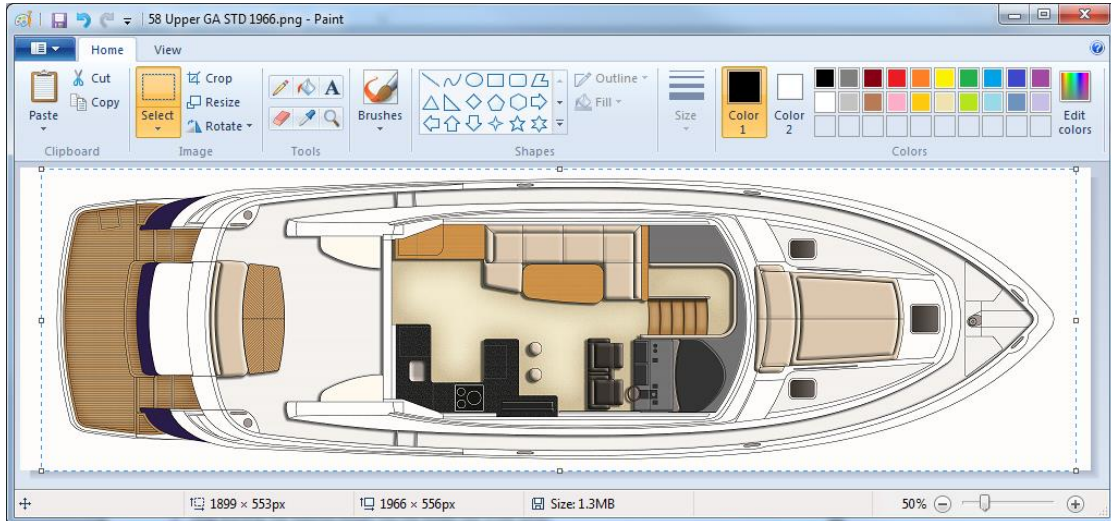 58 Upper GA STD 1966.png - Paint
Home View
Paste
Cut
Copy
Clipboard
Select
Crop
Resize
Rotate
Image
A
Tools
Brushes
Outline
Fill
Shapes
Size
Color 1
Color 2
Edit colors
Colors
1899 × 553px
1966 × 556px
Size: 1.3MB
50%